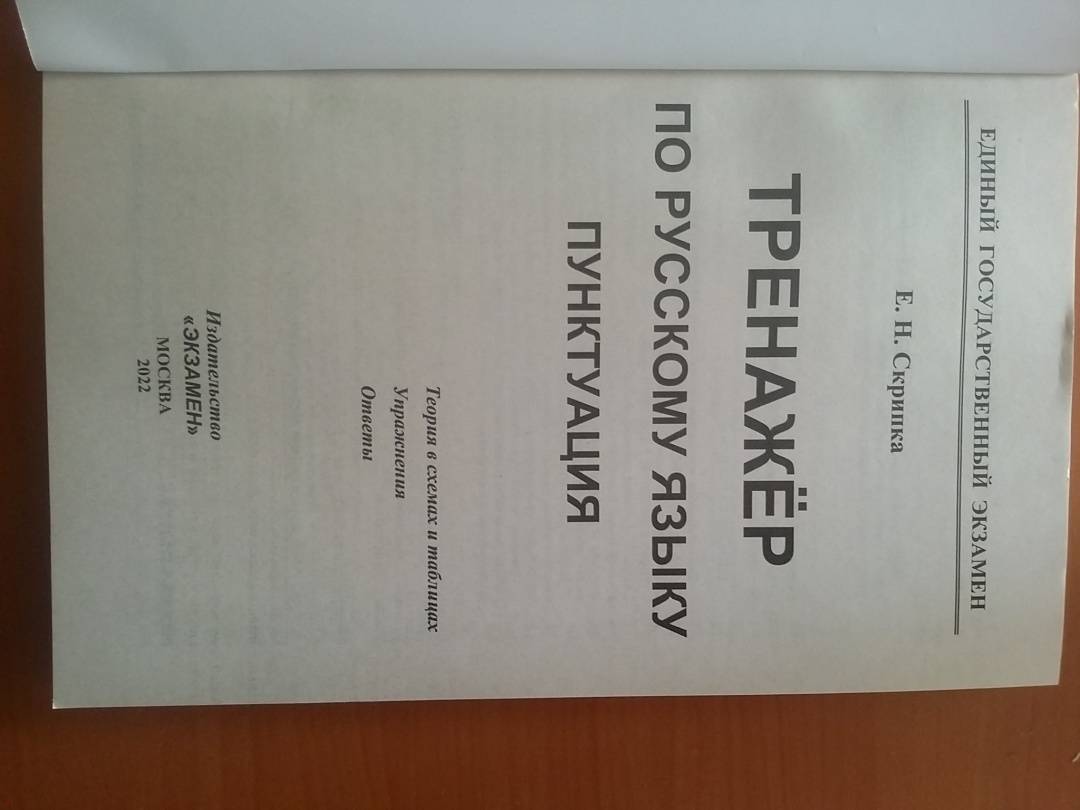 ЕДИНЫЙ ГОСУДАРСТВЕННЫЙ ЭКЗАМЕН
Е. Н. Скрипка
ТРЕНАЖЁР
ПО РУССКОМУ ЯЗЫКУ
ПУНКТУАЦИЯ
Теория в схемах и таблицах
Упражнения
Ответы
Издательство
«ЭКЗАМЕН»
МОСКВА
2022